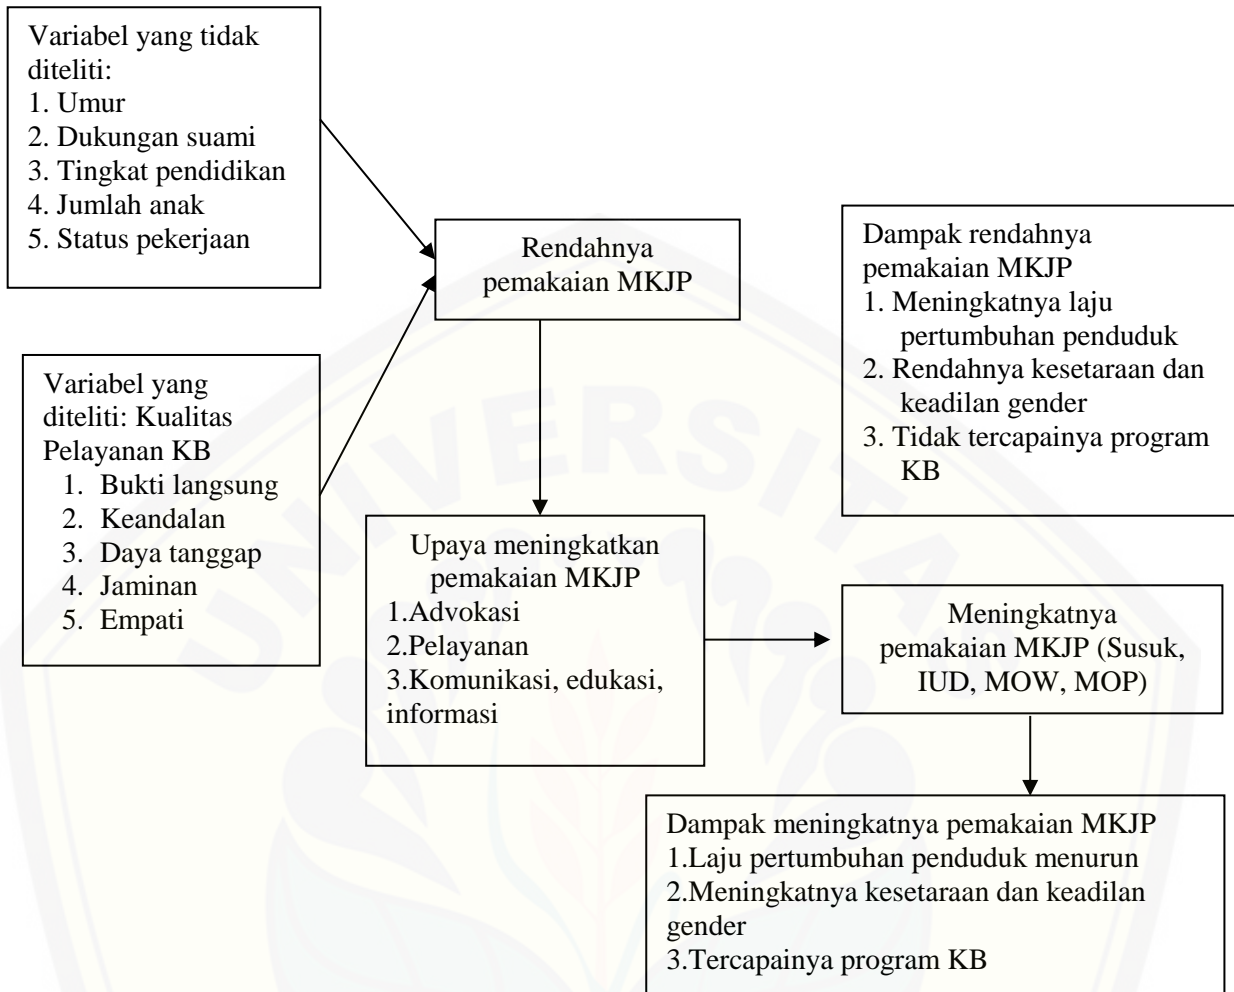 Variabel yang tidak
diteliti:
1. Umur
2. Dukungan suami
3. Tingkat pendidikan
4. Jumlah anak
5. Status pekerjaan
Rendahnya
pemakaian MKJP
Dampak rendahnya
pemakaian MKJP
1. Meningkatnya laju
pertumbuhan penduduk
2. Rendahnya kesetaraan dan
keadilan gender
3. Tidak tercapainya program
KB
Variabel yang
diteliti: Kualitas
Pelayanan KB
1. Bukti langsung
2. Keandalan
3. Daya tanggap
4. Jaminan
5. Empati
Upaya meningkatkan
pemakaian MKJP
1.Advokasi
2.Pelayanan
3.Komunikasi, edukasi,
informasi
Meningkatnya
pemakaian MKJP (Susuk,
IUD, MOW, MOP)
Dampak meningkatnya pemakaian MKJP
1.Laju pertumbuhan penduduk menurun
2.Meningkatnya kesetaraan dan keadilan
gender
3.Tercapainya program KB
UNIVERSITA